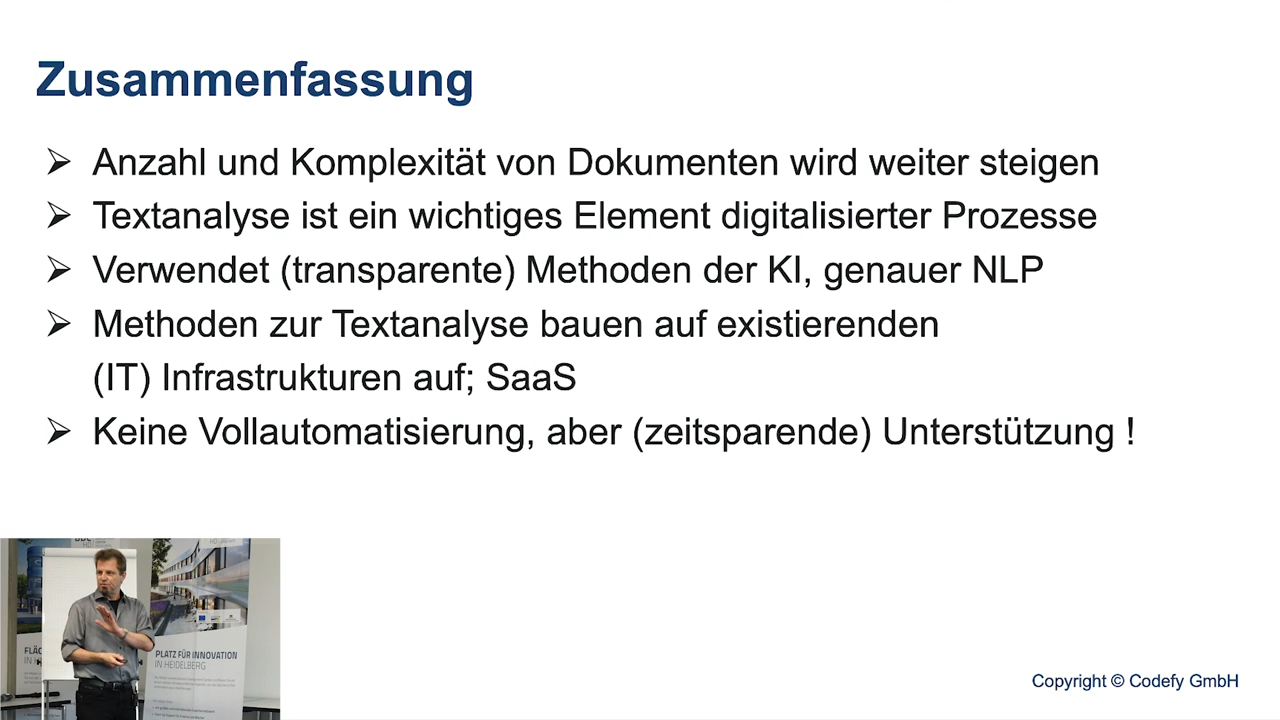 Zusammenfassung
➢ Anzahl und Komplexität von Dokumenten wird weiter steigen
➢ Textanalyse ist ein wichtiges Element digitalisierter Prozesse
➢ Verwendet (transparente) Methoden der KI, genauer NLP
➢ Methoden zur Textanalyse bauen auf existierenden
(IT) Infrastrukturen auf; SaaS
➢ Keine Vollautomatisierung, aber (zeitsparende) Unterstützung !
PLATZ FÜR INNOVATION
IN HEIDELBERG
Copyright © Codefy GmbH